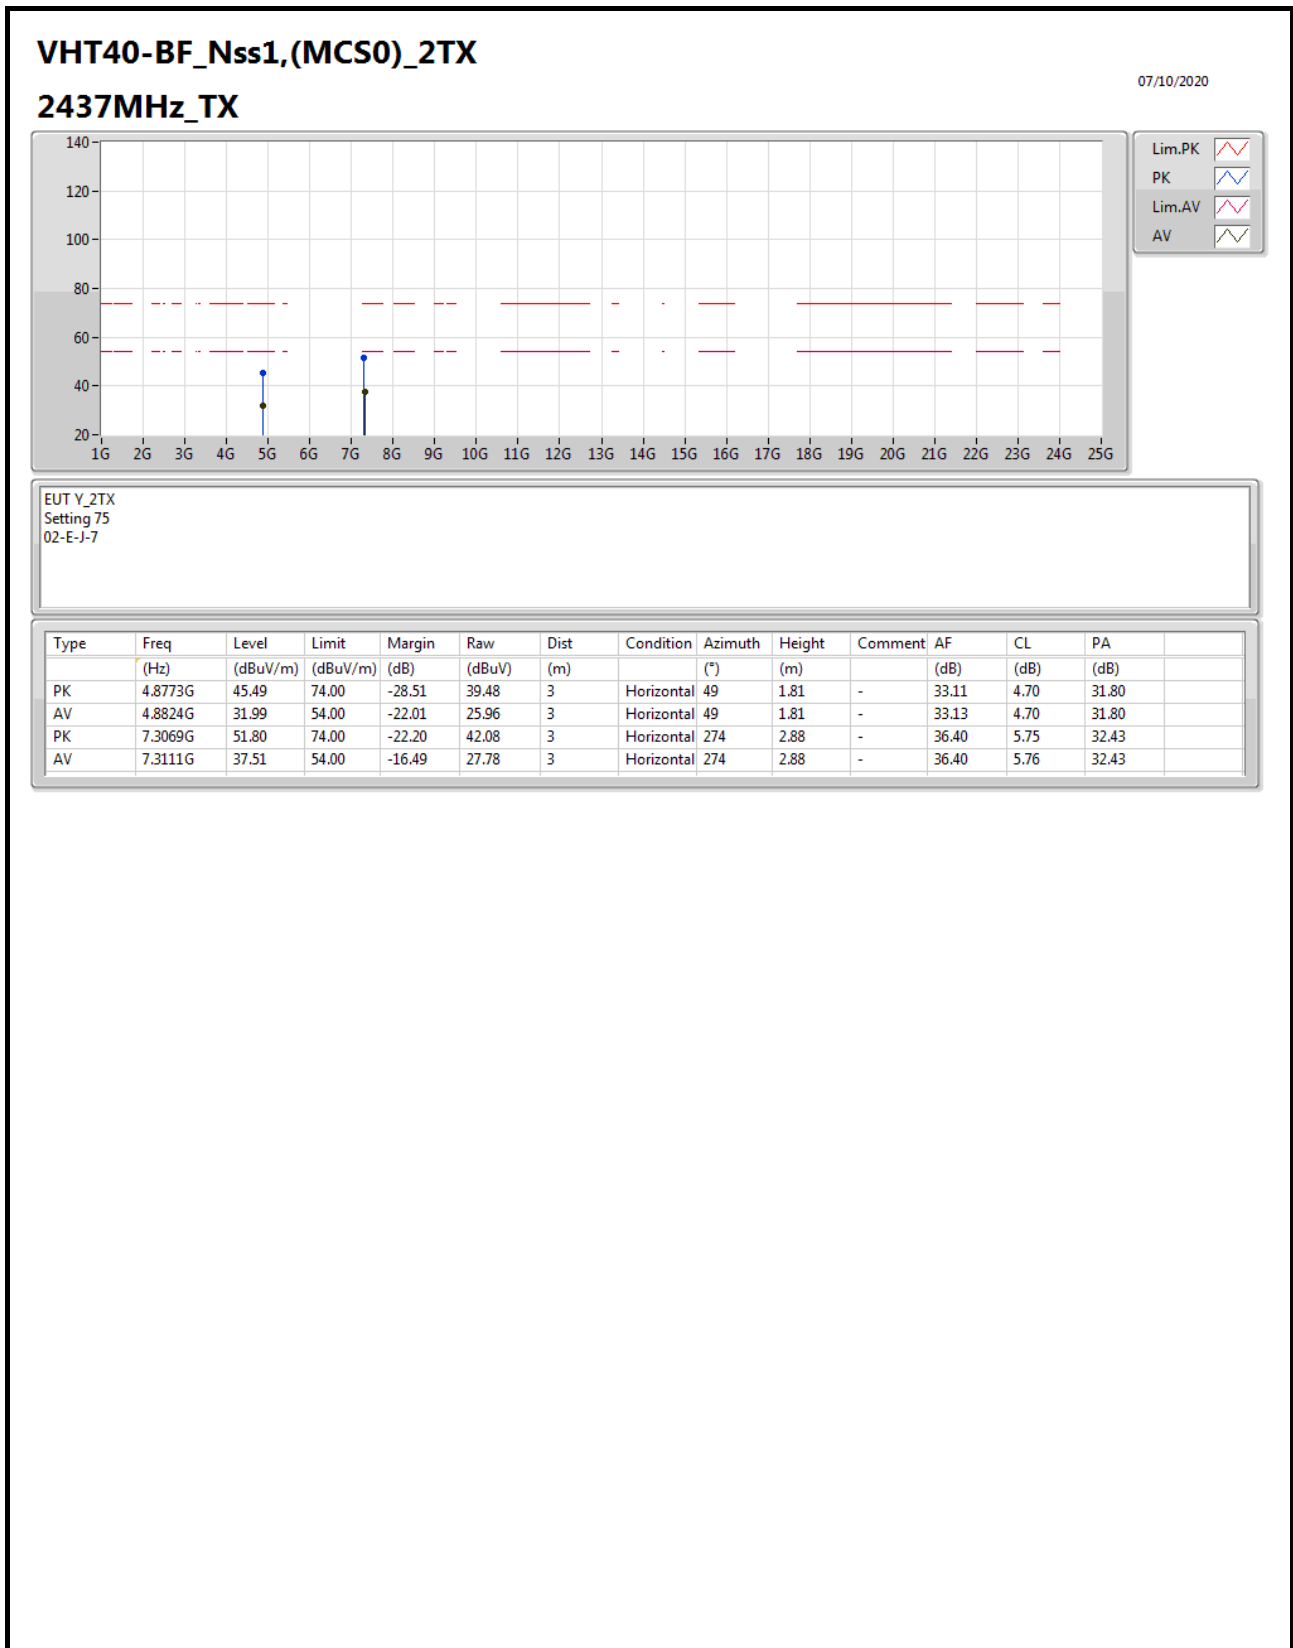 VHT40-BF_Nss1,(MCS0)_2TX
07/10/2020
2437MHz_TX
140
120
100
80
60
40
20
1G 2G 3G 4G 5G 6G 7G 8G 9G 10G 11G 12G 13G 14G 15G 16G 17G 18G 19G 20G 21G 22G 23G 24G 25G
Lim.PK
PK
Lim.AV
AV
EUT Y_2TX
Setting 75
02-E-J-7
Type Freq Level Limit Margin Raw Dist Condition Azimuth Height Comment AF CL PA
(Hz) (dBuV/m) (dBuV/m) (dB) (dBuV) (m) (°) (m) (dB) (dB) (dB)
PK 4.8773G 45.49 74.00 -28.51 39.48 3 Horizontal 49 1.81 - 33.11 4.70 31.80
AV 4.8824G 31.99 54.00 -22.01 25.96 3 Horizontal 49 1.81 - 33.13 4.70 31.80
PK 7.3069G 51.80 74.00 -22.20 42.08 3 Horizontal 274 2.88 - 36.40 5.75 32.43
AV 7.3111G 37.51 54.00 -16.49 27.78 3 Horizontal 274 2.88 - 36.40 5.76 32.43